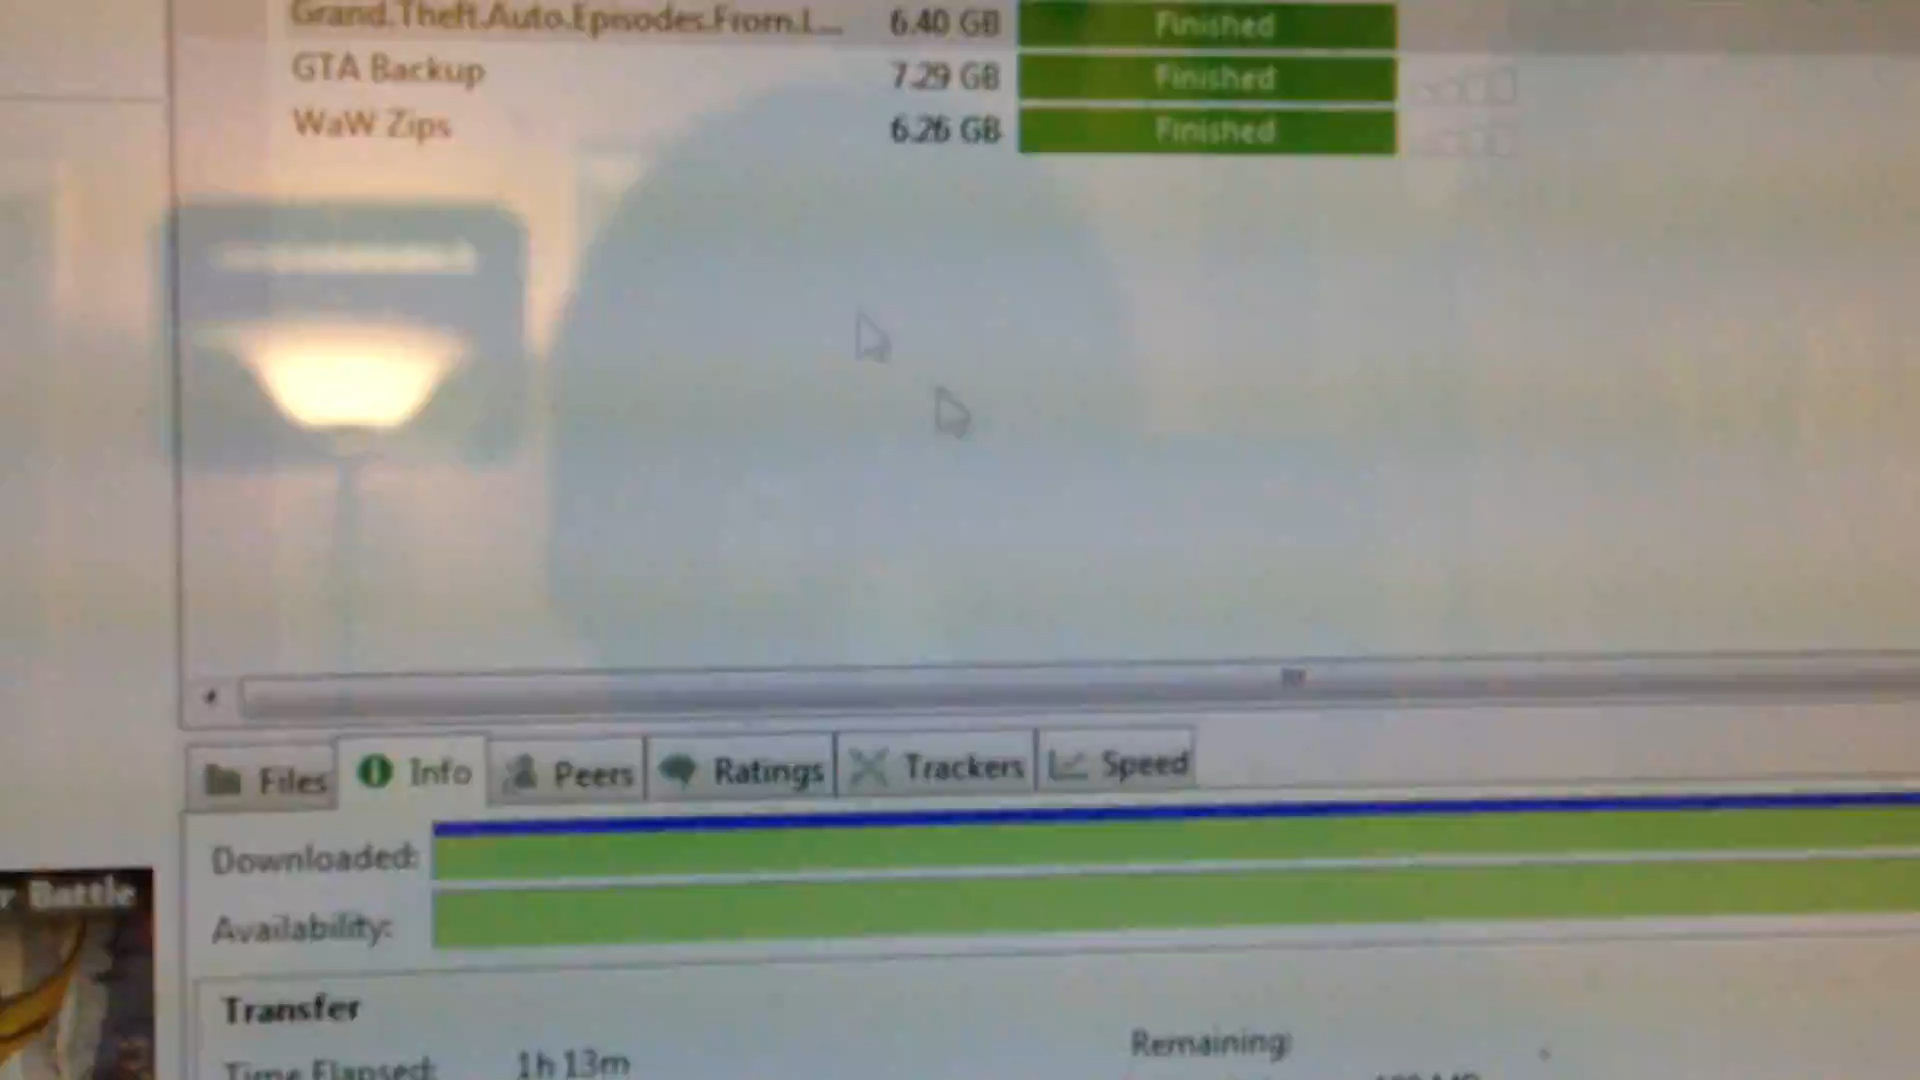 Grand.Theft.Auto.Episodes.From.L... 6.40 GB Finished
GTA Backup 7.29 GB Finished
WaW Zips 6.26 GB Finished
Files Info Peers Ratings Trackers Speed
Downloaded:
Availability:
r Battle
Transfer
Time Elapsed: 1h 13m Remaining: